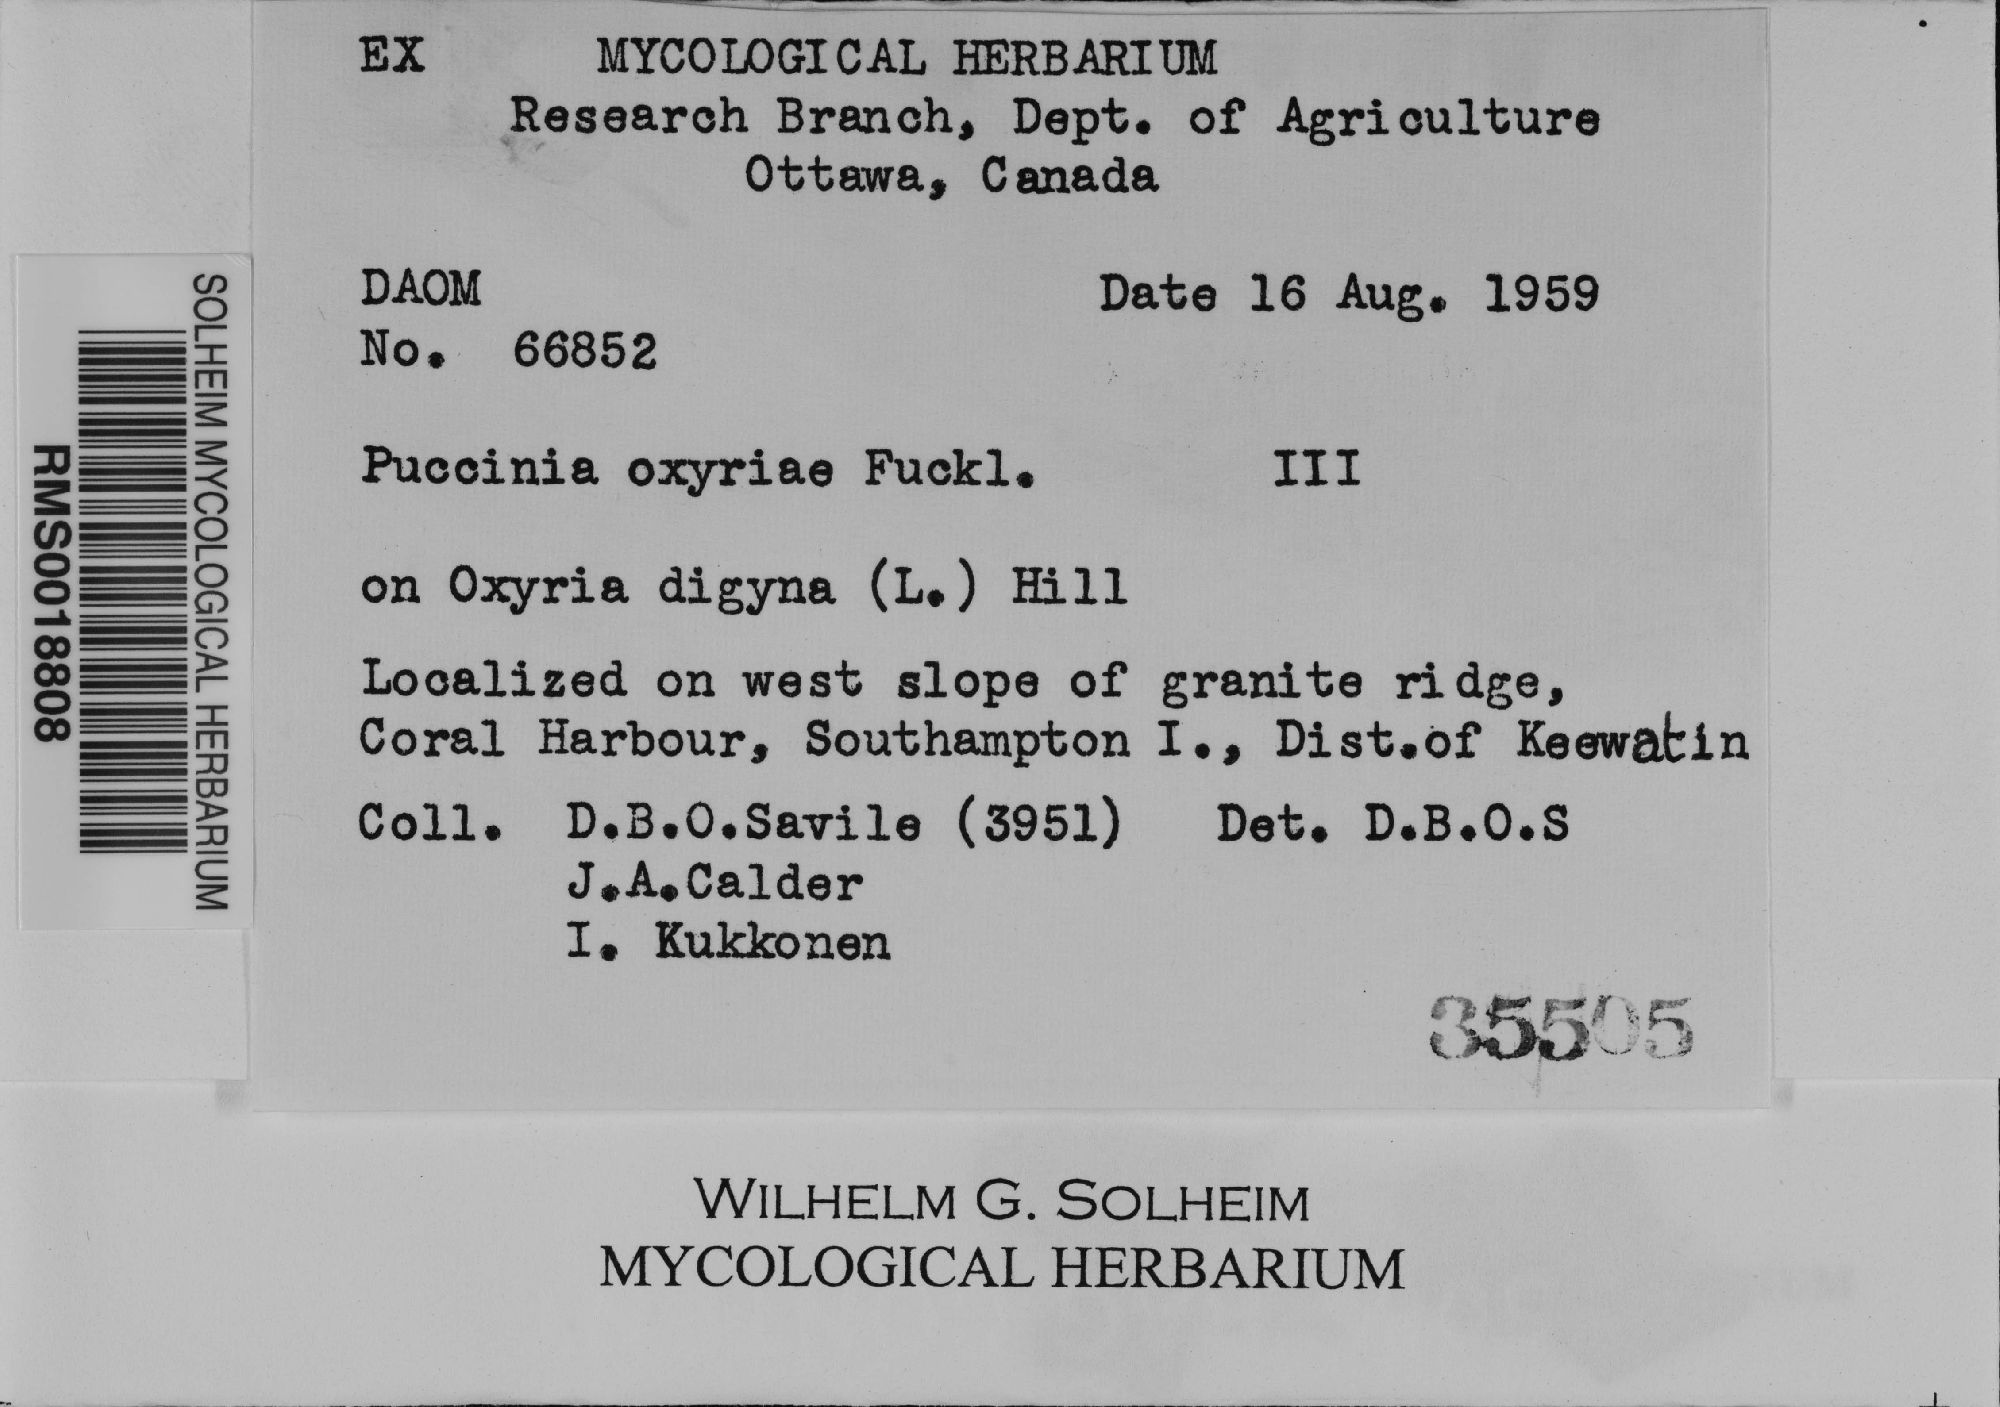 EX MYCOLOGICAL HERBARIUM
Research Branch, Dept. of Agriculture
Ottawa, Canada
DAOM
Date 16 Aug. 1959
No. 66852
Puccinia oxyriae Fuckl. III
on Oxyria digyna (L.) Hill
Localized on west slope of granite ridge,
Coral Harbour, Southampton I., Dist.of Keewatin
Coll. D.B.O.Savile (3951) Det. D.B.O.S
J.A.Calder
I. Kukkonen
35505
SOLHEIM MYCOLOGICAL HERBARIUM
RMS0018808
WILHELM G. SOLHEIM
MYCOLOGICAL HERBARIUM